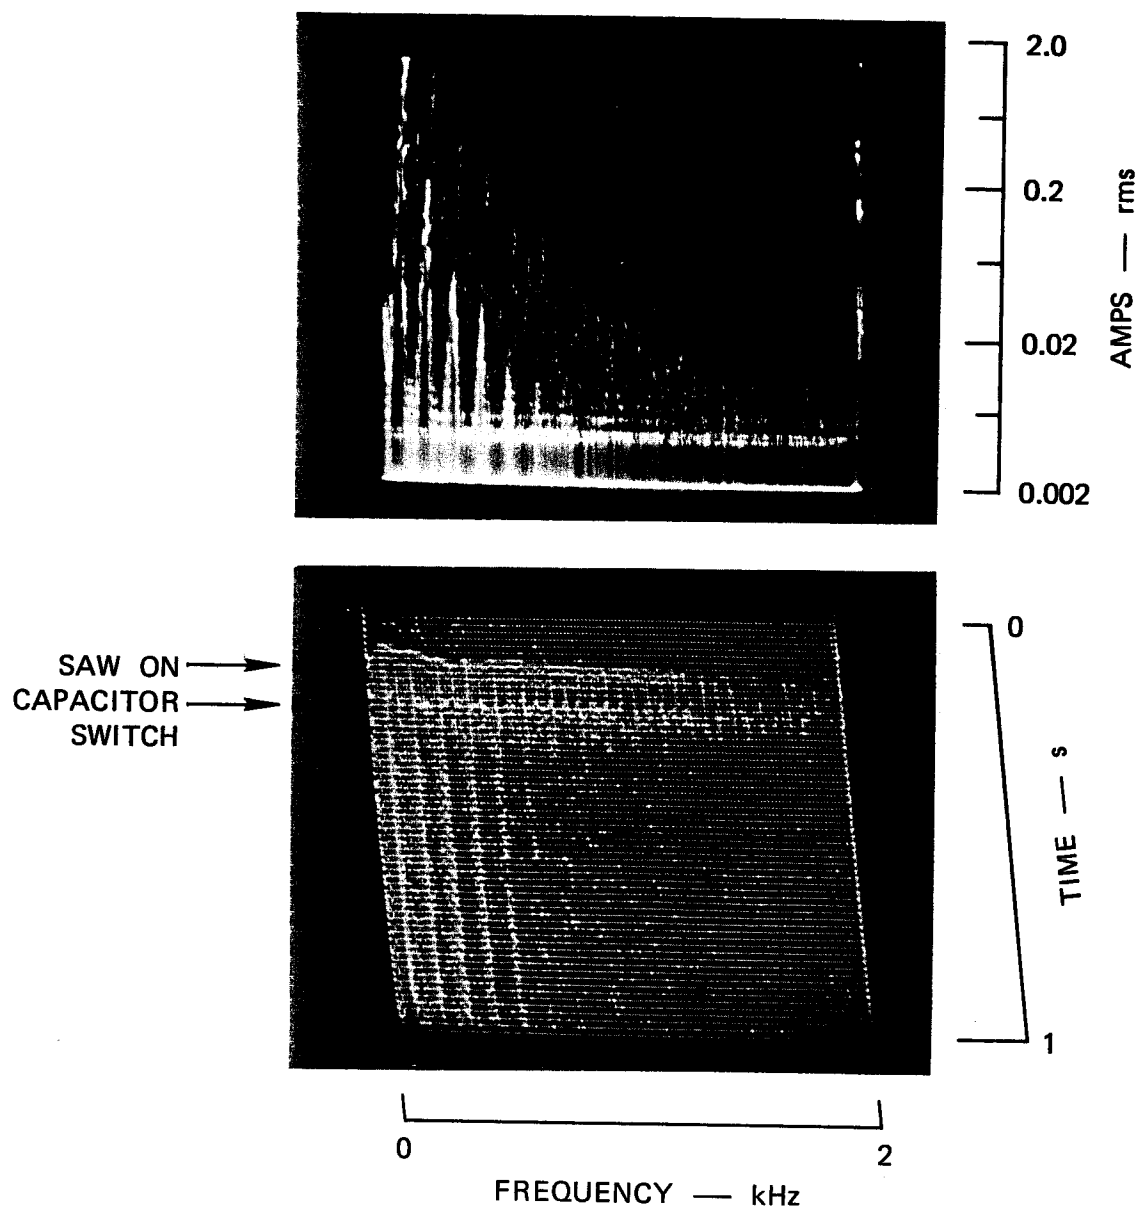 2.0
0.2
0.02
0.002
AMPS — rms
SAW ON
CAPACITOR
SWITCH
0
1
TIME — s
0
2
FREQUENCY — kHz